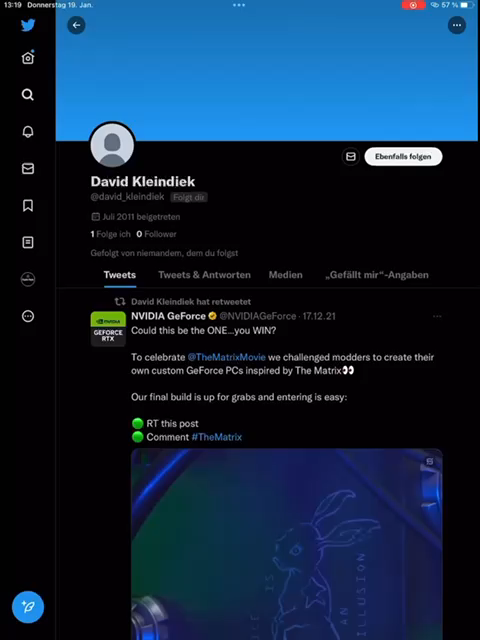 13:19 Donnerstag 19. Jan.
57 %
David Kleindiek
@david_kleindiek Folgt dir
Ebenfalls folgen
Juli 2011 beigetreten
1 Folge ich 0 Follower
Gefolgt von niemandem, dem du folgst
Tweets Tweets & Antworten Medien „Gefällt mir“-Angaben
David Kleindiek hat retweetet
NVIDIA GeForce @NVIDIAGeForce · 17.12.21
Could this be the ONE...you WIN?
To celebrate @TheMatrixMovie we challenged modders to create their
own custom GeForce PCs inspired by The Matrix👀
Our final build is up for grabs and entering is easy:
🟢 RT this post
🟢 Comment #TheMatrix
NVIDIA
GEFORCE
RTX
IS
AN
ILLUSION